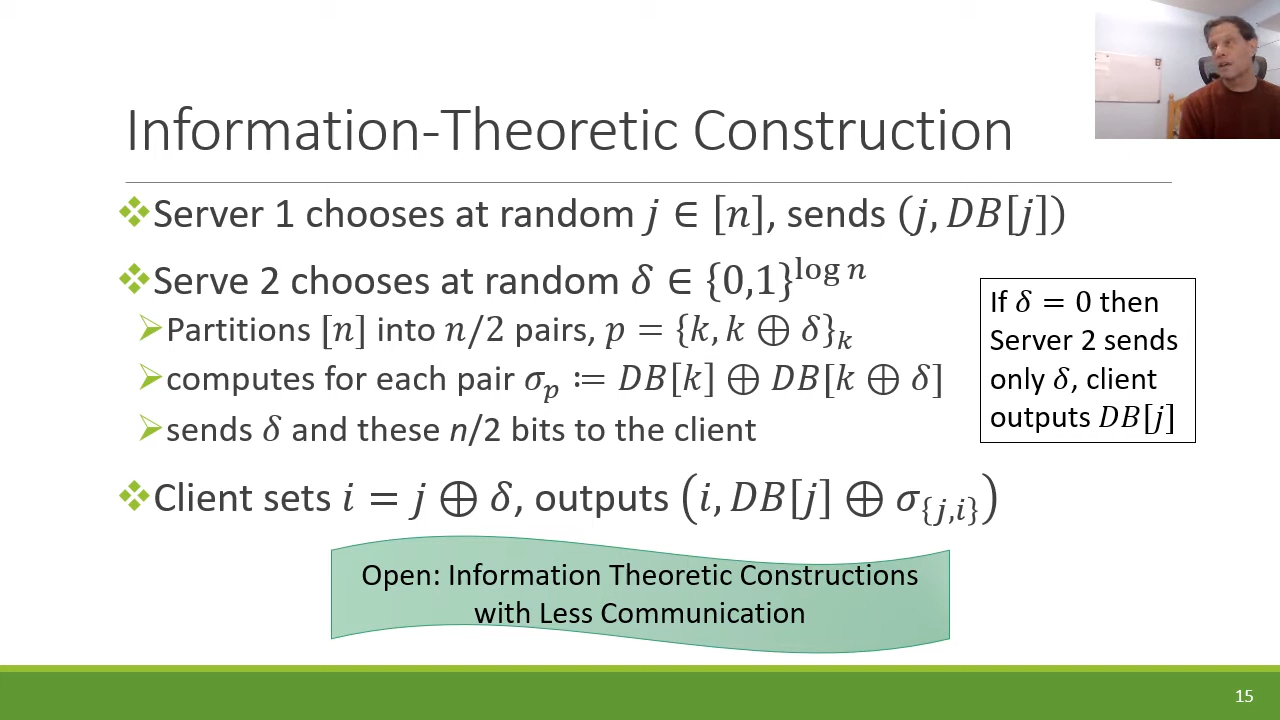 Information-Theoretic Construction
❖Server 1 chooses at random 𝑗 ∈ [𝑛], sends (𝑗, 𝐷𝐵[𝑗])
❖Serve 2 chooses at random 𝛿 ∈ {0,1}^{log 𝑛}
➢Partitions [𝑛] into 𝑛/2 pairs, 𝑝 = {𝑘, 𝑘 ⊕ 𝛿}_𝑘
➢computes for each pair 𝜎_𝑝 ≔ 𝐷𝐵[𝑘] ⊕ 𝐷𝐵[𝑘 ⊕ 𝛿]
➢sends 𝛿 and these n/2 bits to the client
❖Client sets 𝑖 = 𝑗 ⊕ 𝛿, outputs (𝑖, 𝐷𝐵[𝑗] ⊕ 𝜎_{𝑗,𝑖})
If 𝛿 = 0 then
Server 2 sends
only 𝛿, client
outputs 𝐷𝐵[𝑗]
Open: Information Theoretic Constructions
with Less Communication
15